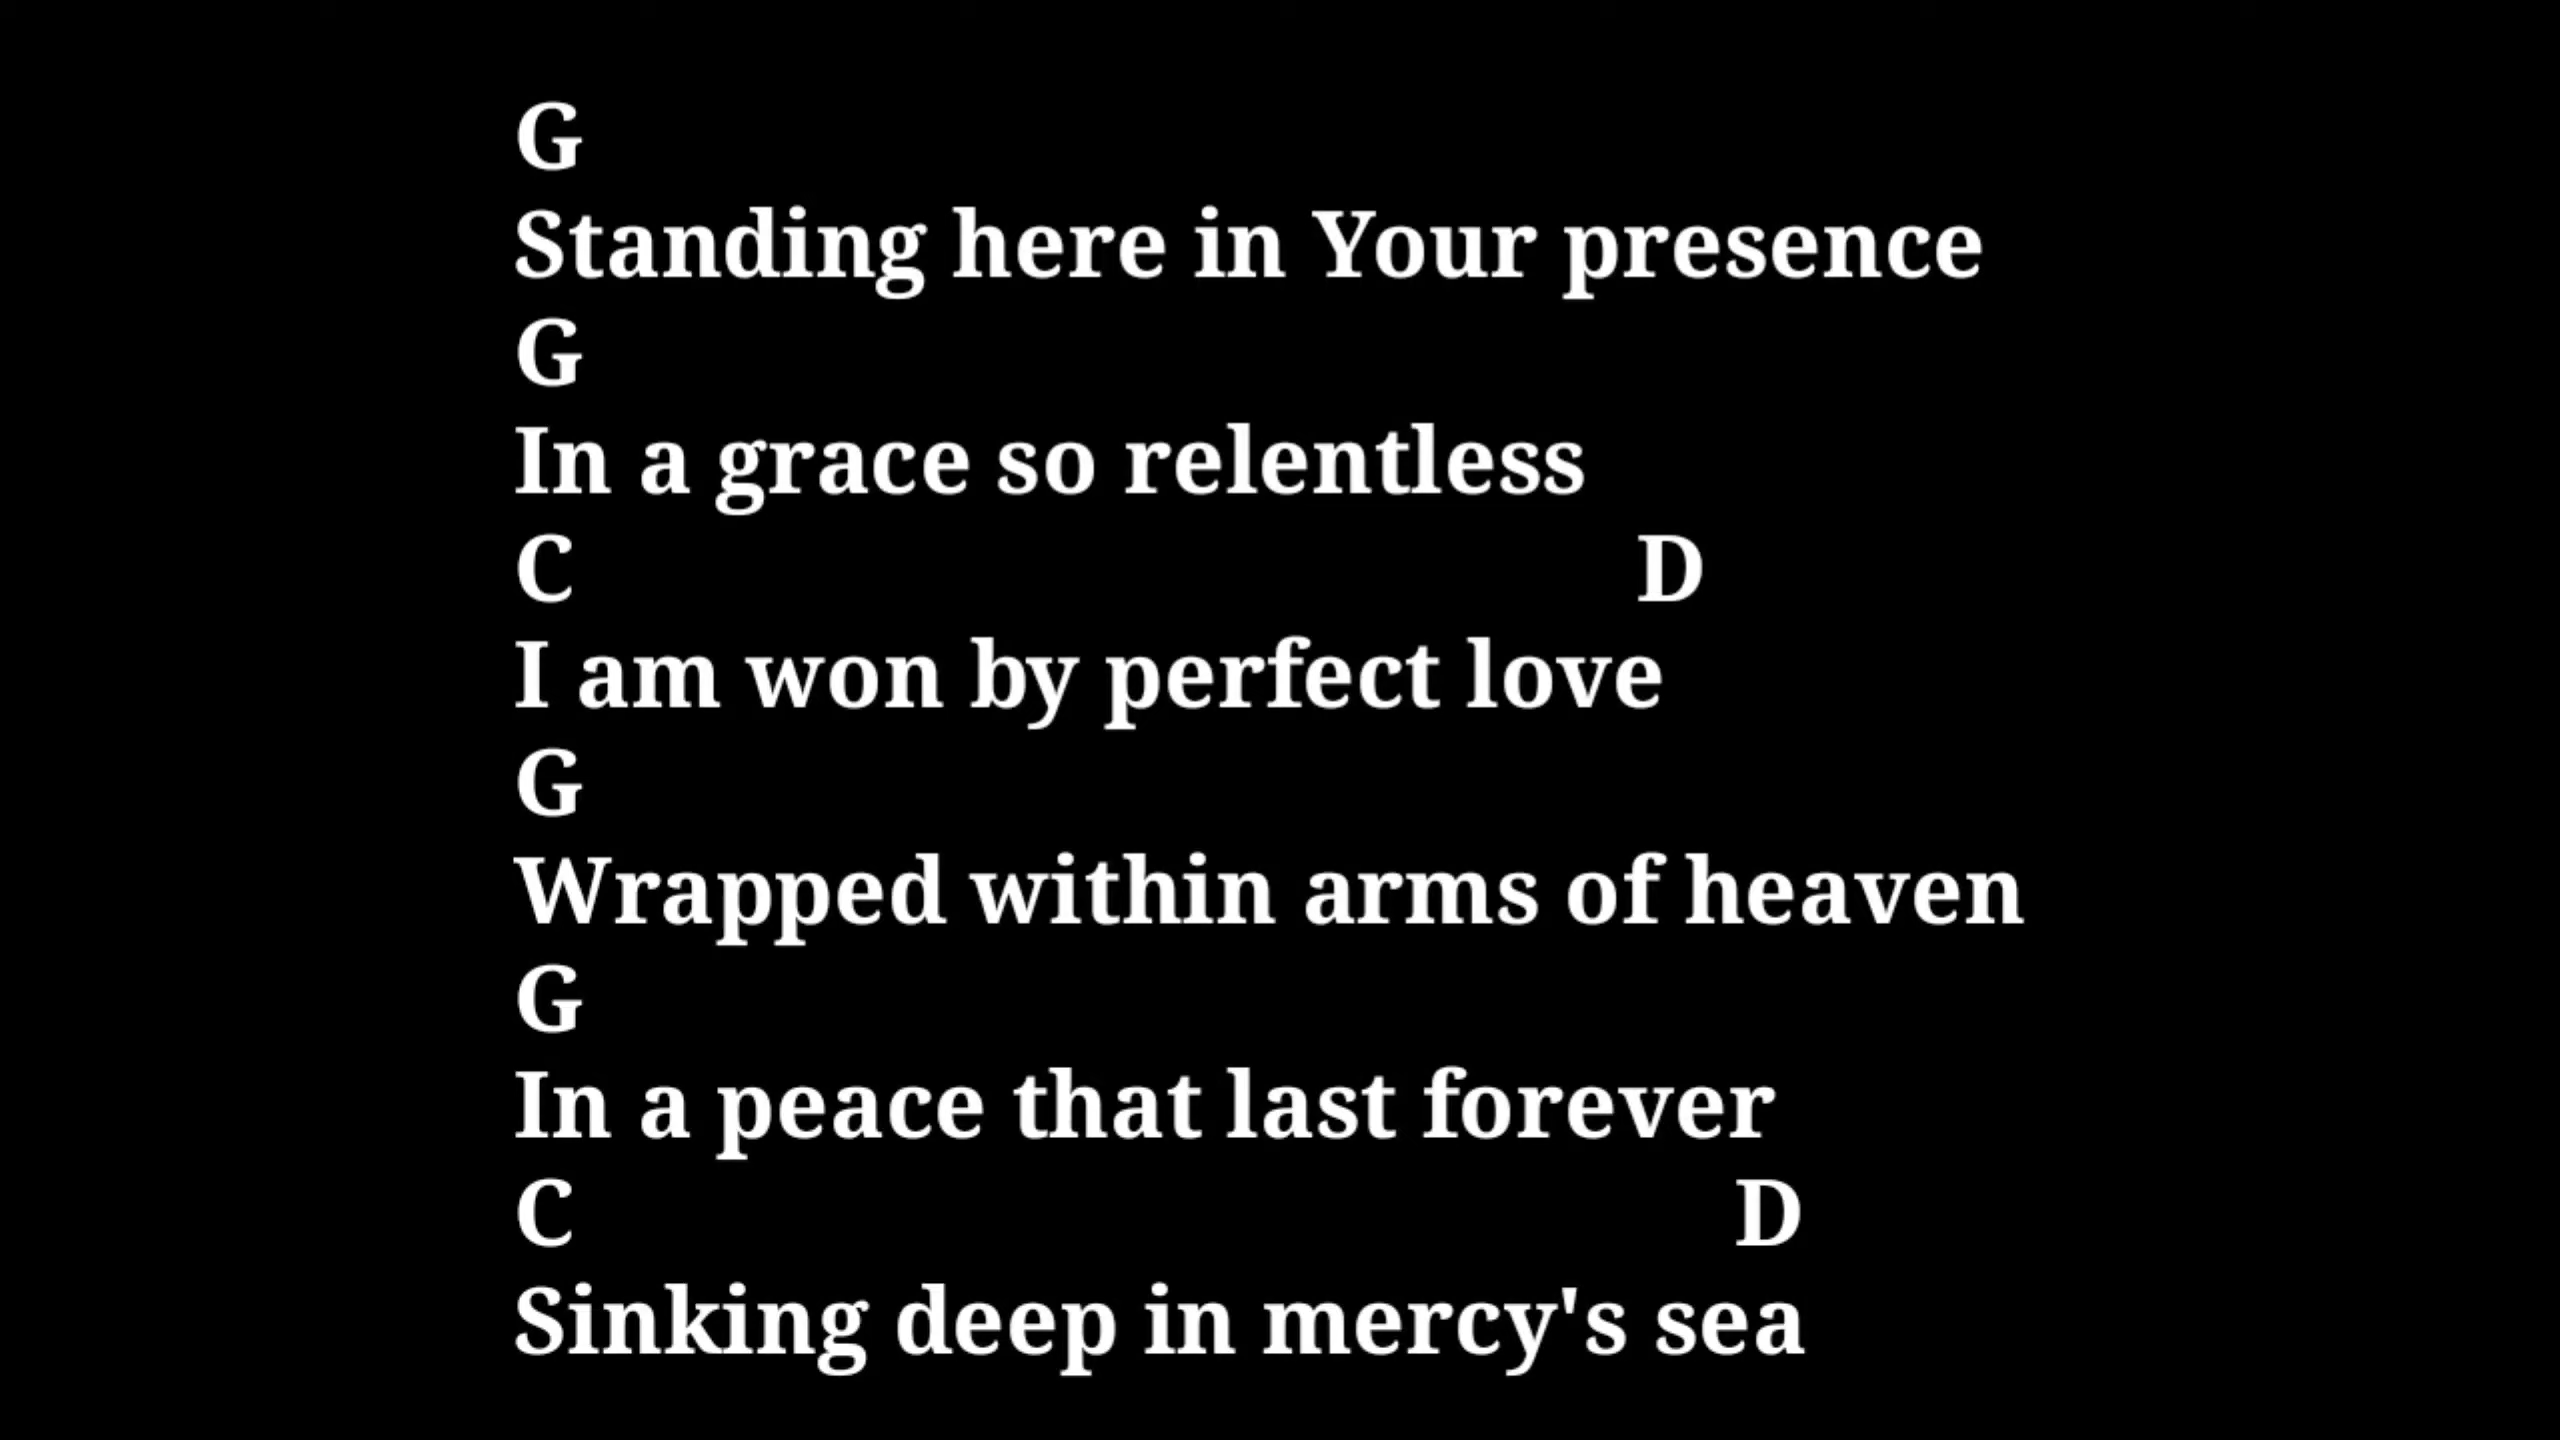 G
Standing here in Your presence
G
In a grace so relentless
C D
I am won by perfect love
G
Wrapped within arms of heaven
G
In a peace that last forever
C D
Sinking deep in mercy's sea